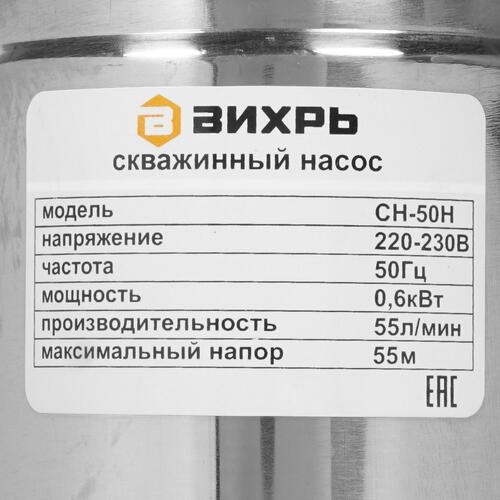 ВИХРЬ
скважинный насос
модель СН-50Н
напряжение 220-230В
частота 50Гц
мощность 0,6кВт
производительность 55л/мин
максимальный напор 55м
ЕАС